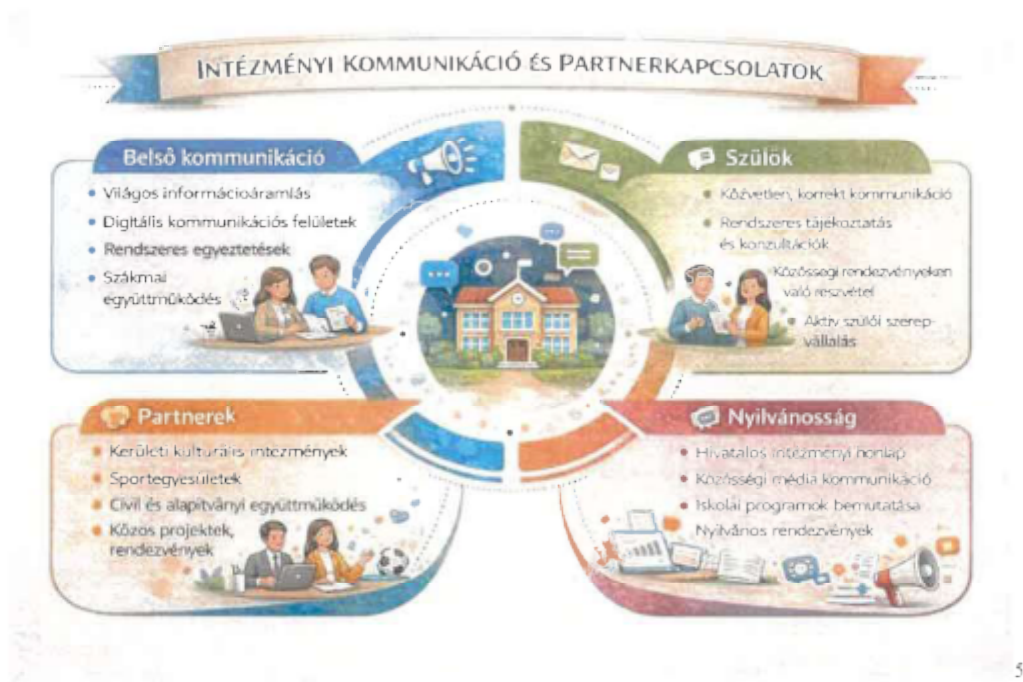 INTÉZMÉNYI KOMMUNIKÁCIÓ ÉS PARTNERKAPCSOLATOK
Belső kommunikáció
• Világos információáramlás
• Digitális kommunikációs felületek
• Rendszeres egyeztetések
• Szákmai
együttműködés
Szülők
• Közvetlen, korrekt kommunikáció
• Rendszeres tájékoztatás
és konzultációk
Közösségi rendezvényeken
való részvétel
• Aktív szülői szerep-
vállalás
Partnerek
• Kerületi kulturális intézmények
• Sportegyesületek
• Civil és alapítványi együttműködés
• Közös projektek,
rendezvények
Nyilvánosság
• Hivatalos intézményi honlap
• Közösségi média kommunikáció
• Iskolai programok bemutatása
Nyilvános rendezvények
5